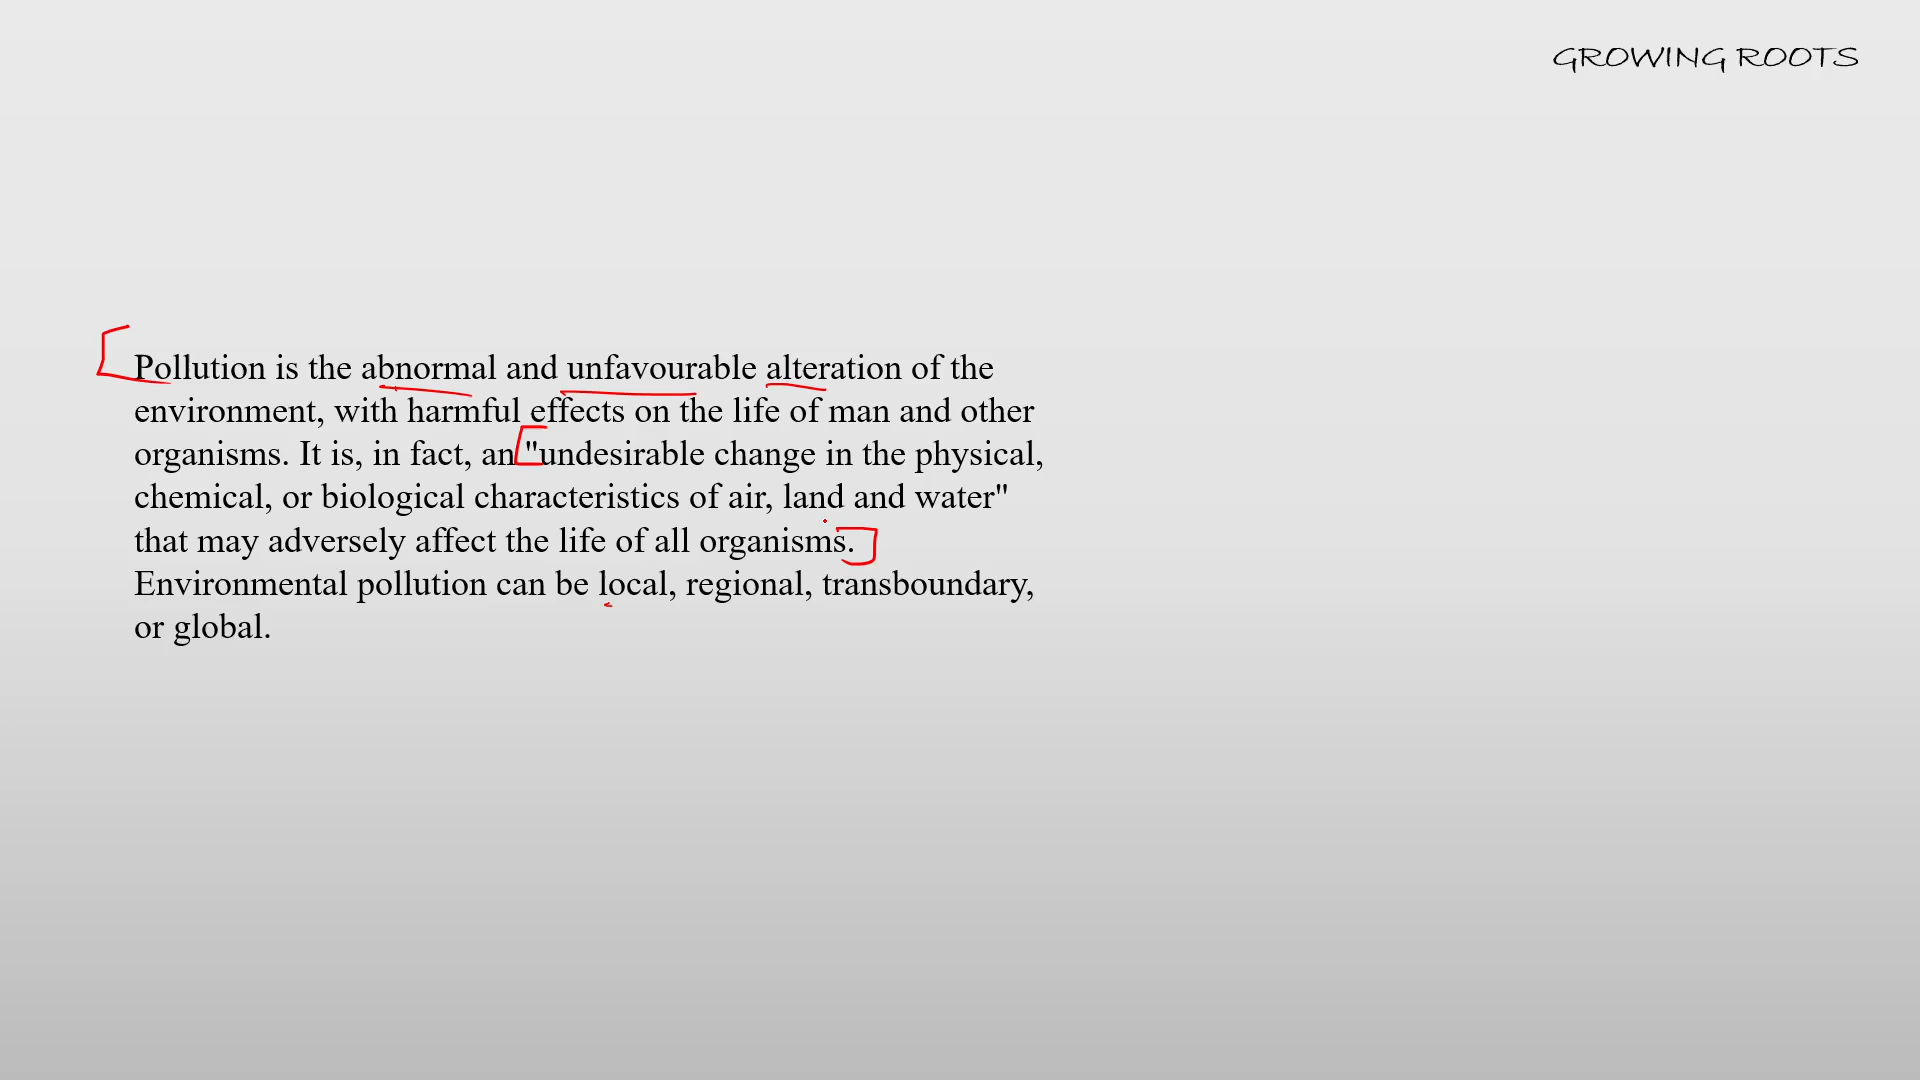 GROWING ROOTS
Pollution is the abnormal and unfavourable alteration of the
environment, with harmful effects on the life of man and other
organisms. It is, in fact, an "undesirable change in the physical,
chemical, or biological characteristics of air, land and water"
that may adversely affect the life of all organisms.
Environmental pollution can be local, regional, transboundary,
or global.